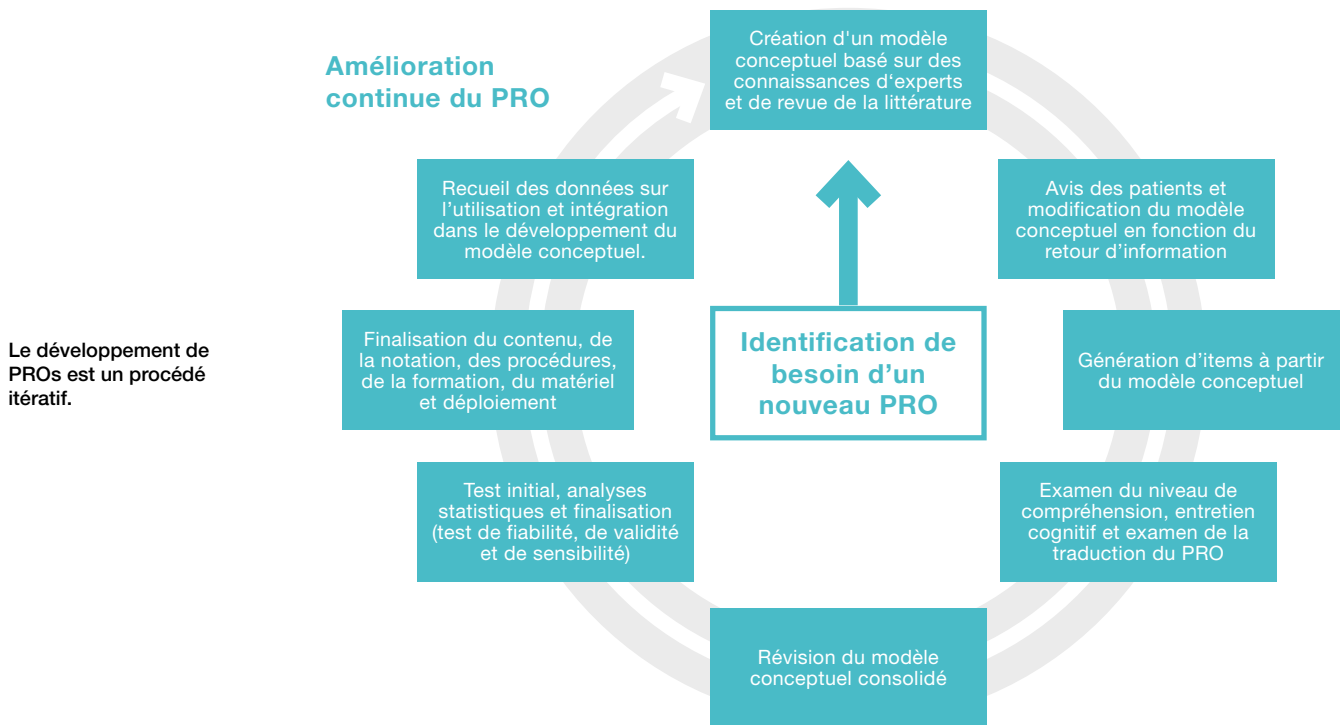 Amélioration
continue du PRO
Création d'un modèle
conceptuel basé sur des
connaissances d‘experts
et de revue de la littérature
Avis des patients et
modification du modèle
conceptuel en fonction du
retour d’information
Génération d’items à partir
du modèle conceptuel
Examen du niveau de
compréhension, entretien
cognitif et examen de la
traduction du PRO
Révision du modèle
conceptuel consolidé
Test initial, analyses
statistiques et finalisation
(test de fiabilité, de validité
et de sensibilité)
Finalisation du contenu, de
la notation, des procédures,
de la formation, du matériel
et déploiement
Recueil des données sur
l’utilisation et intégration
dans le développement du
modèle conceptuel.
Identification de
besoin d’un
nouveau PRO
Le développement de
PROs est un procédé
itératif.